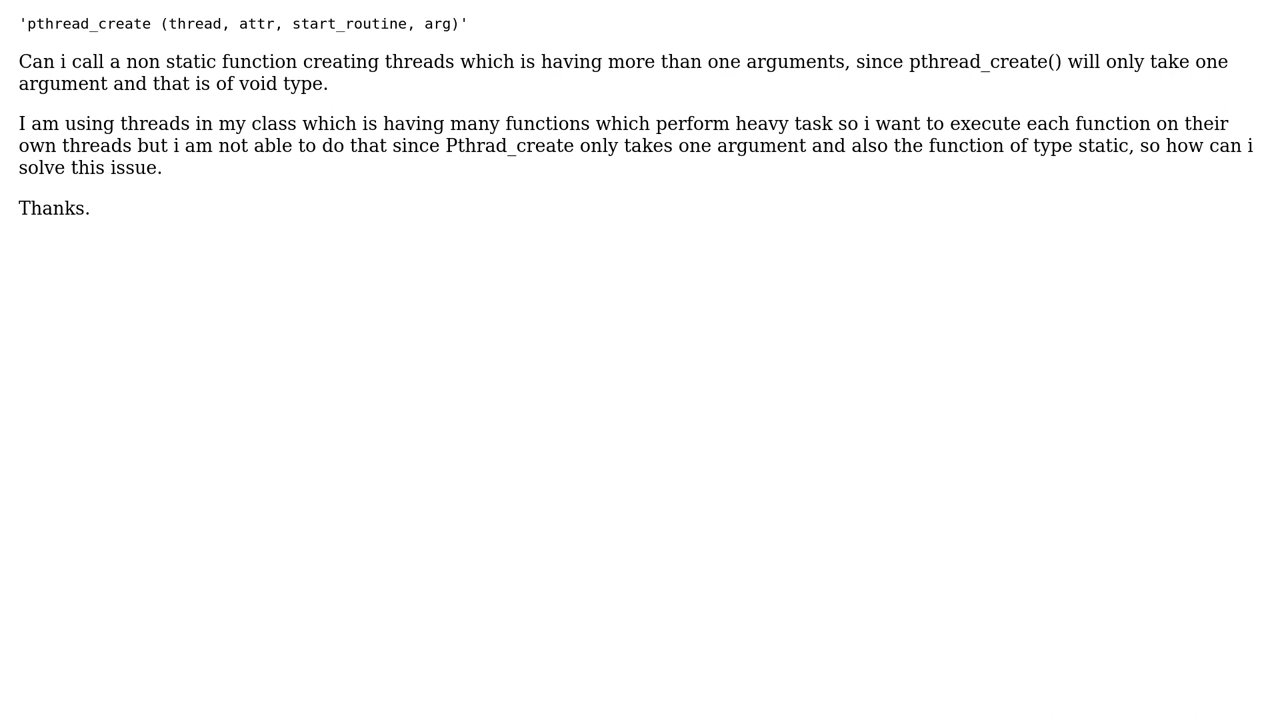 'pthread_create (thread, attr, start_routine, arg)'
Can i call a non static function creating threads which is having more than one arguments, since pthread_create() will only take one
argument and that is of void type.
I am using threads in my class which is having many functions which perform heavy task so i want to execute each function on their
own threads but i am not able to do that since Pthrad_create only takes one argument and also the function of type static, so how can i
solve this issue.
Thanks.